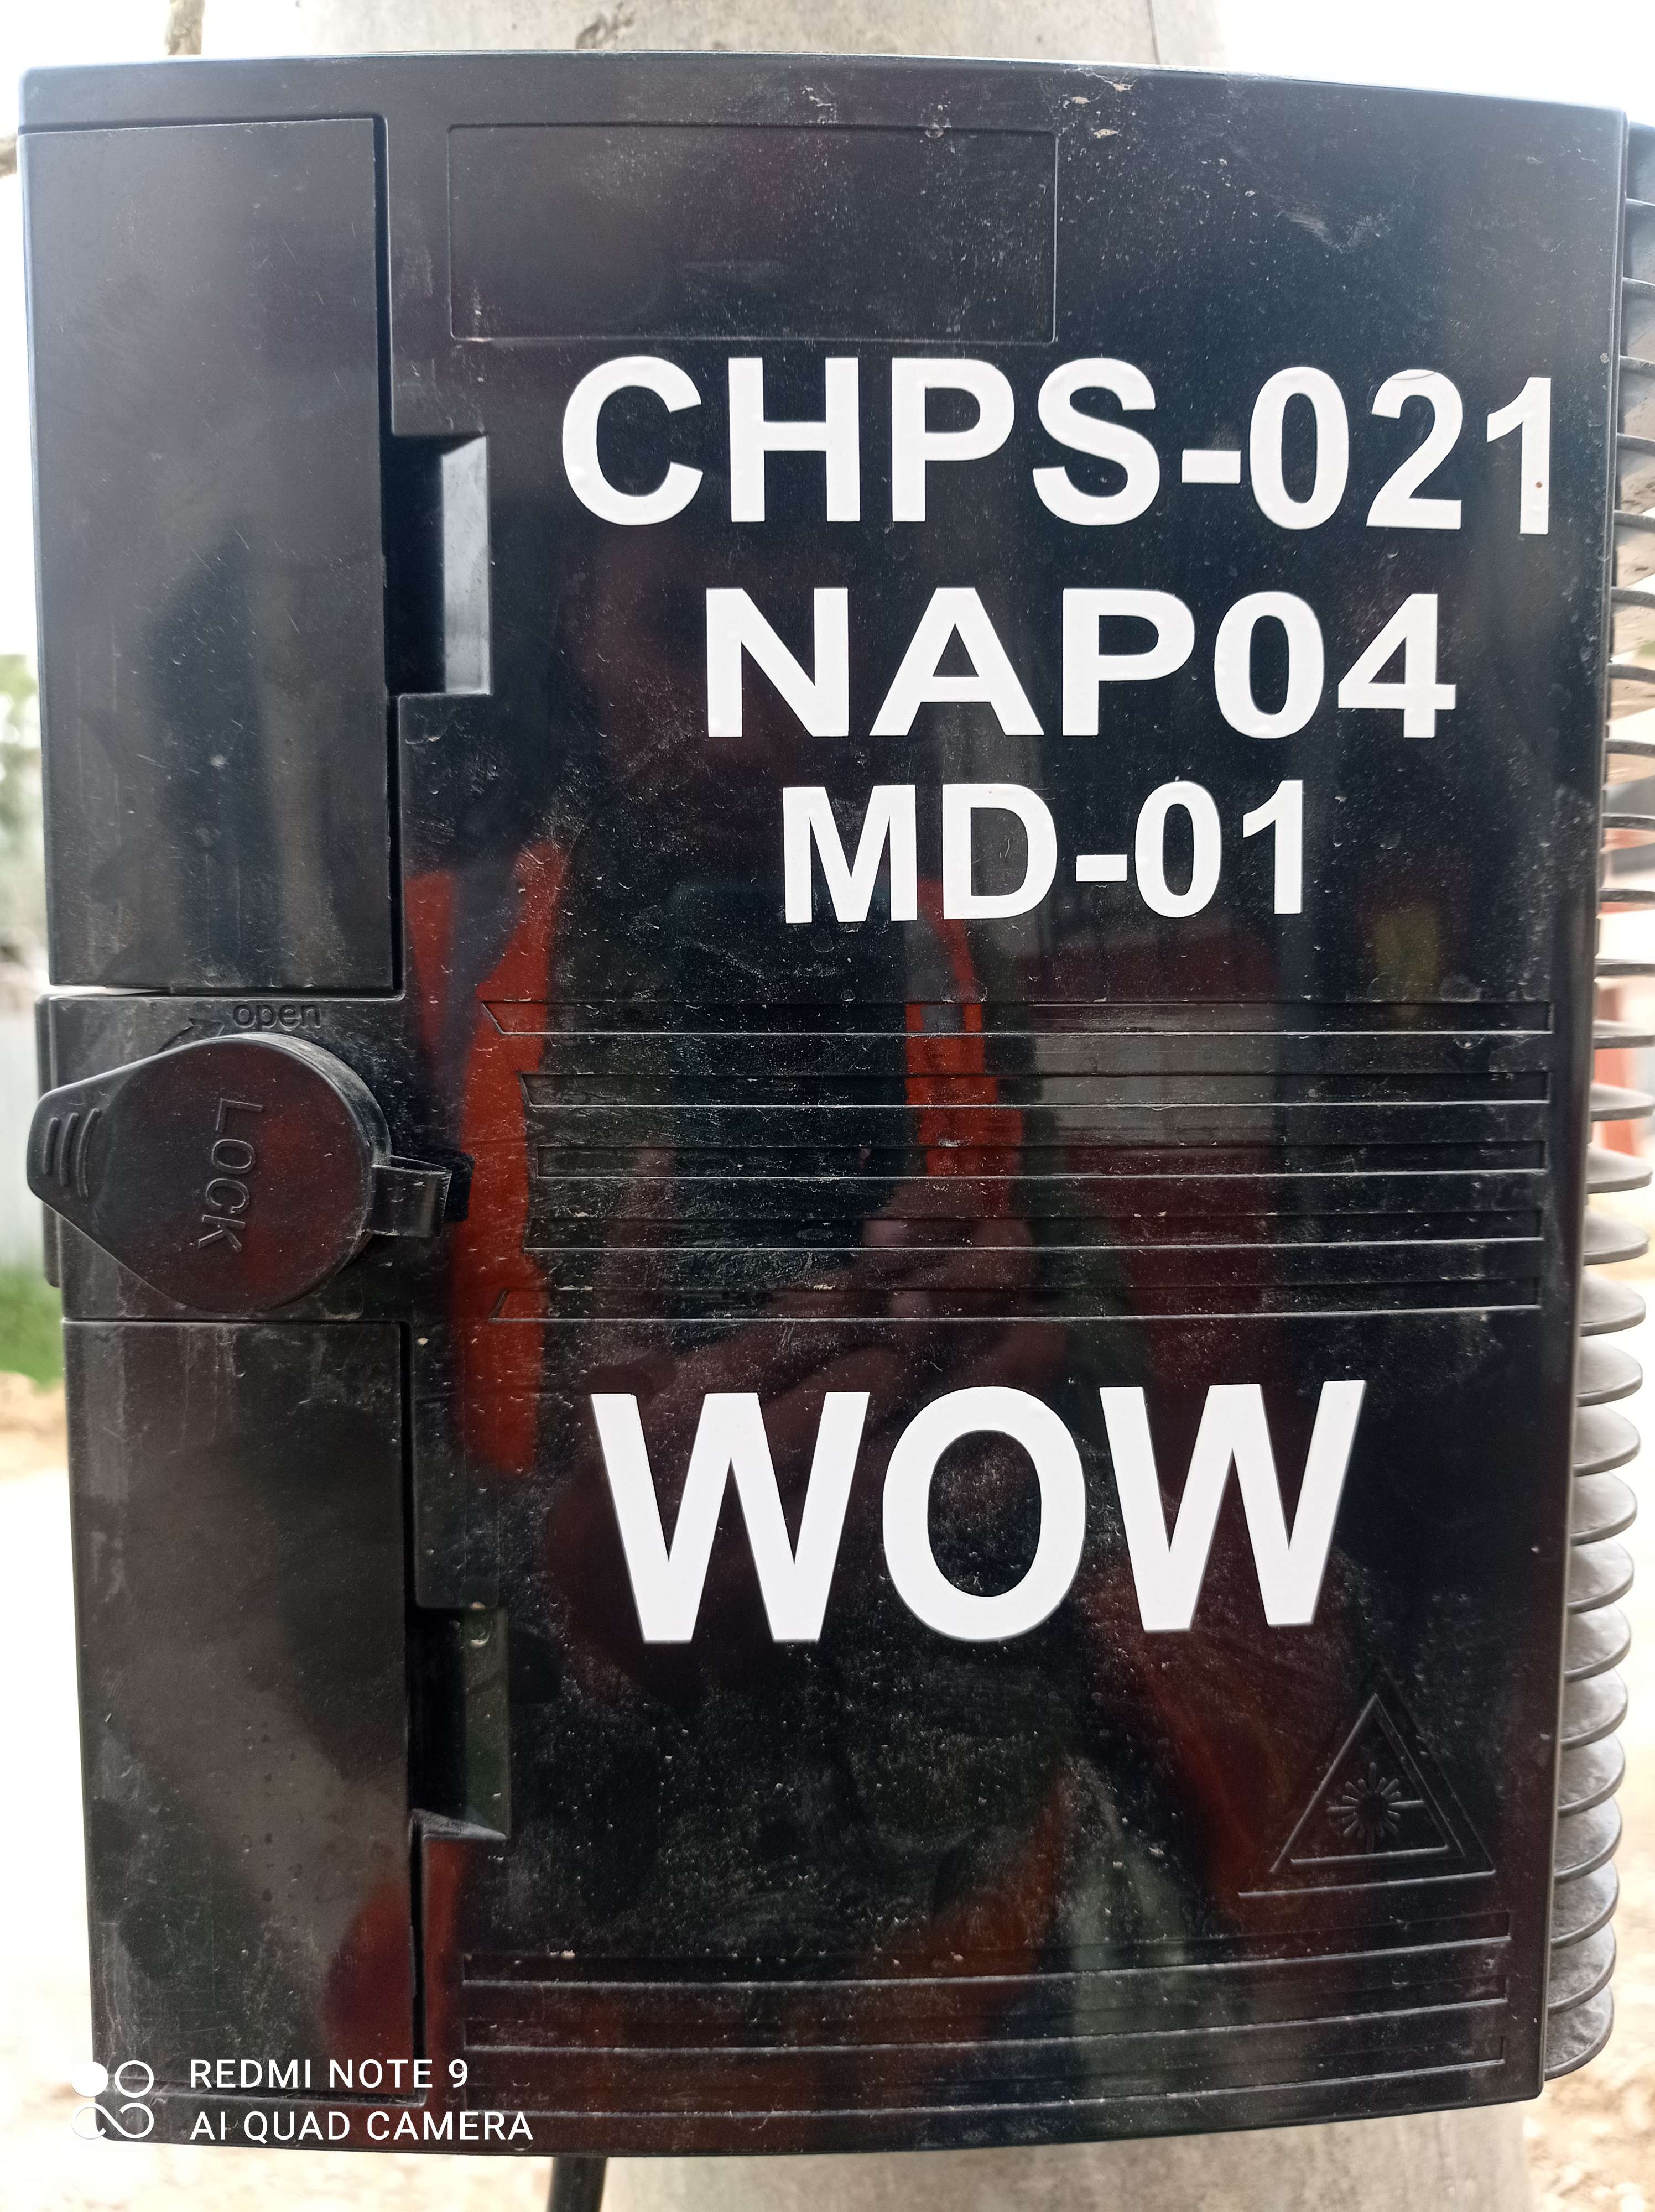 CHPS-021
NAP04
MD-01
open
LOCK
WOW
REDMI NOTE 9
AI QUAD CAMERA